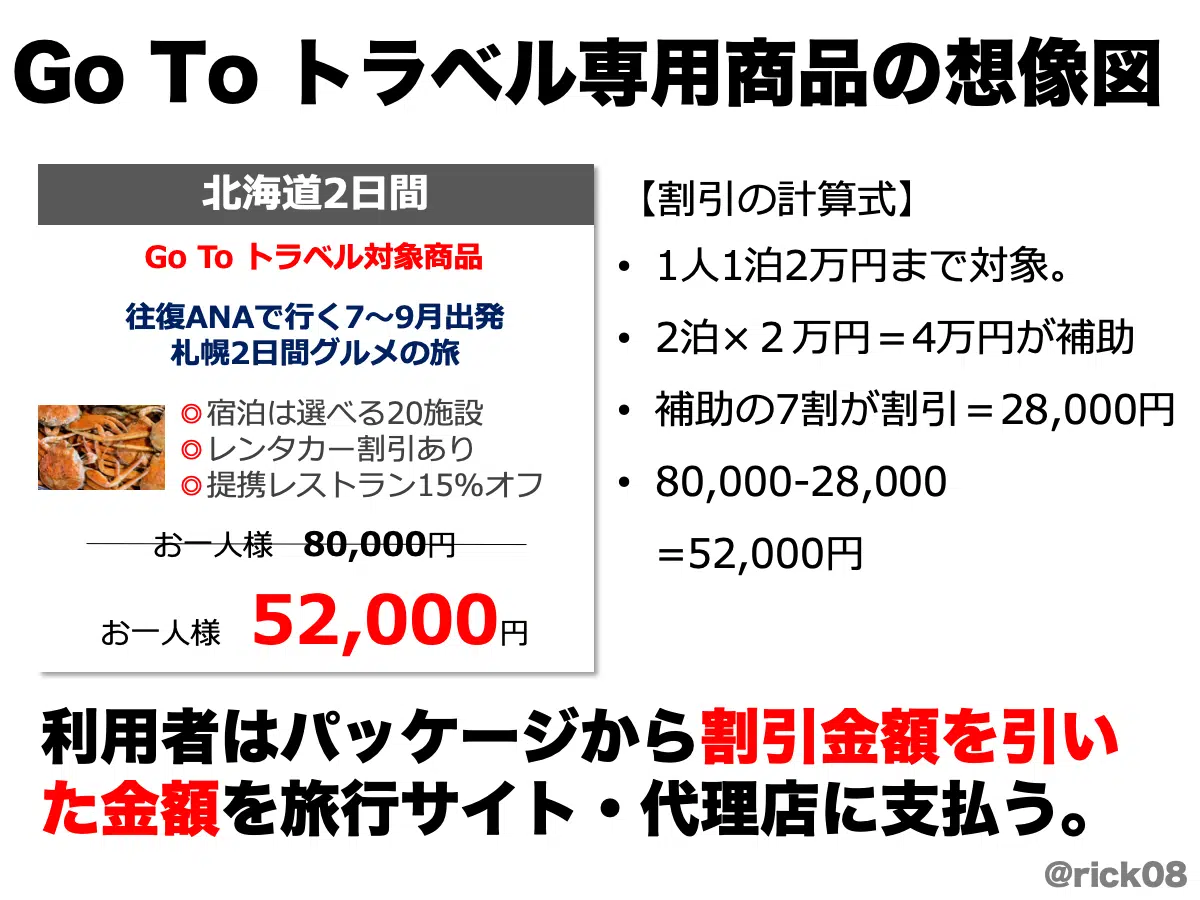 Go To トラベル専用商品の想像図
北海道2日間
Go To トラベル対象商品
往復ANAで行く7～9月出発
札幌2日間グルメの旅
◎宿泊は選べる20施設
◎レンタカー割引あり
◎提携レストラン15%オフ
お一人様 80,000円
お一人様 52,000円
【割引の計算式】
• 1人1泊2万円まで対象。
• 2泊×２万円＝4万円が補助
• 補助の7割が割引＝28,000円
• 80,000-28,000
=52,000円
利用者はパッケージから割引金額を引い
た金額を旅行サイト・代理店に支払う。
@rick08